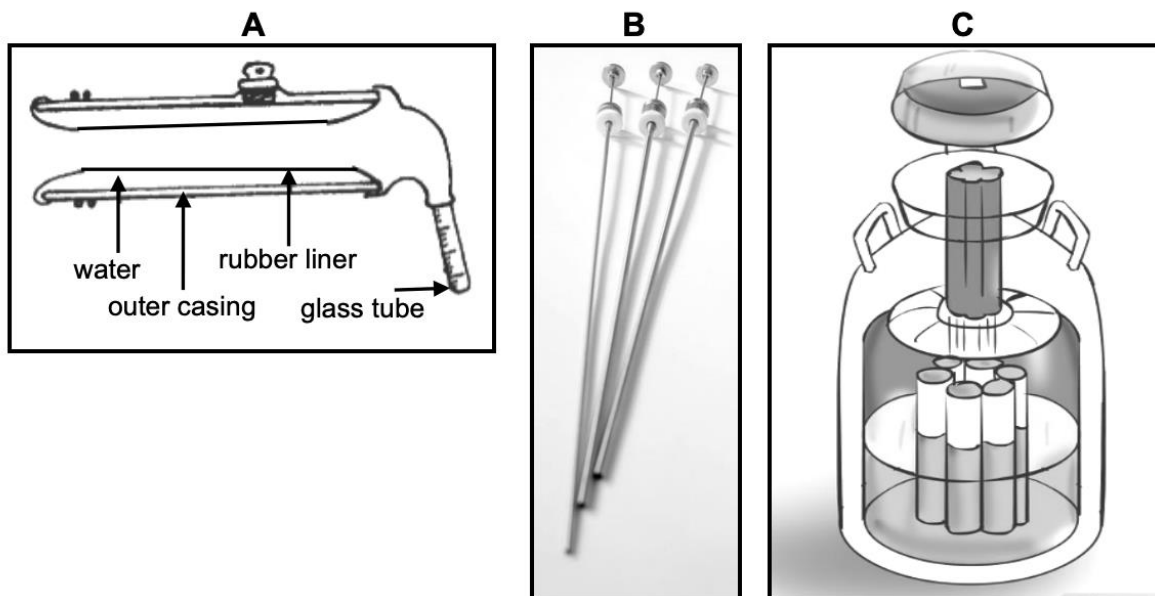 A
B
C
water
rubber liner
outer casing
glass tube